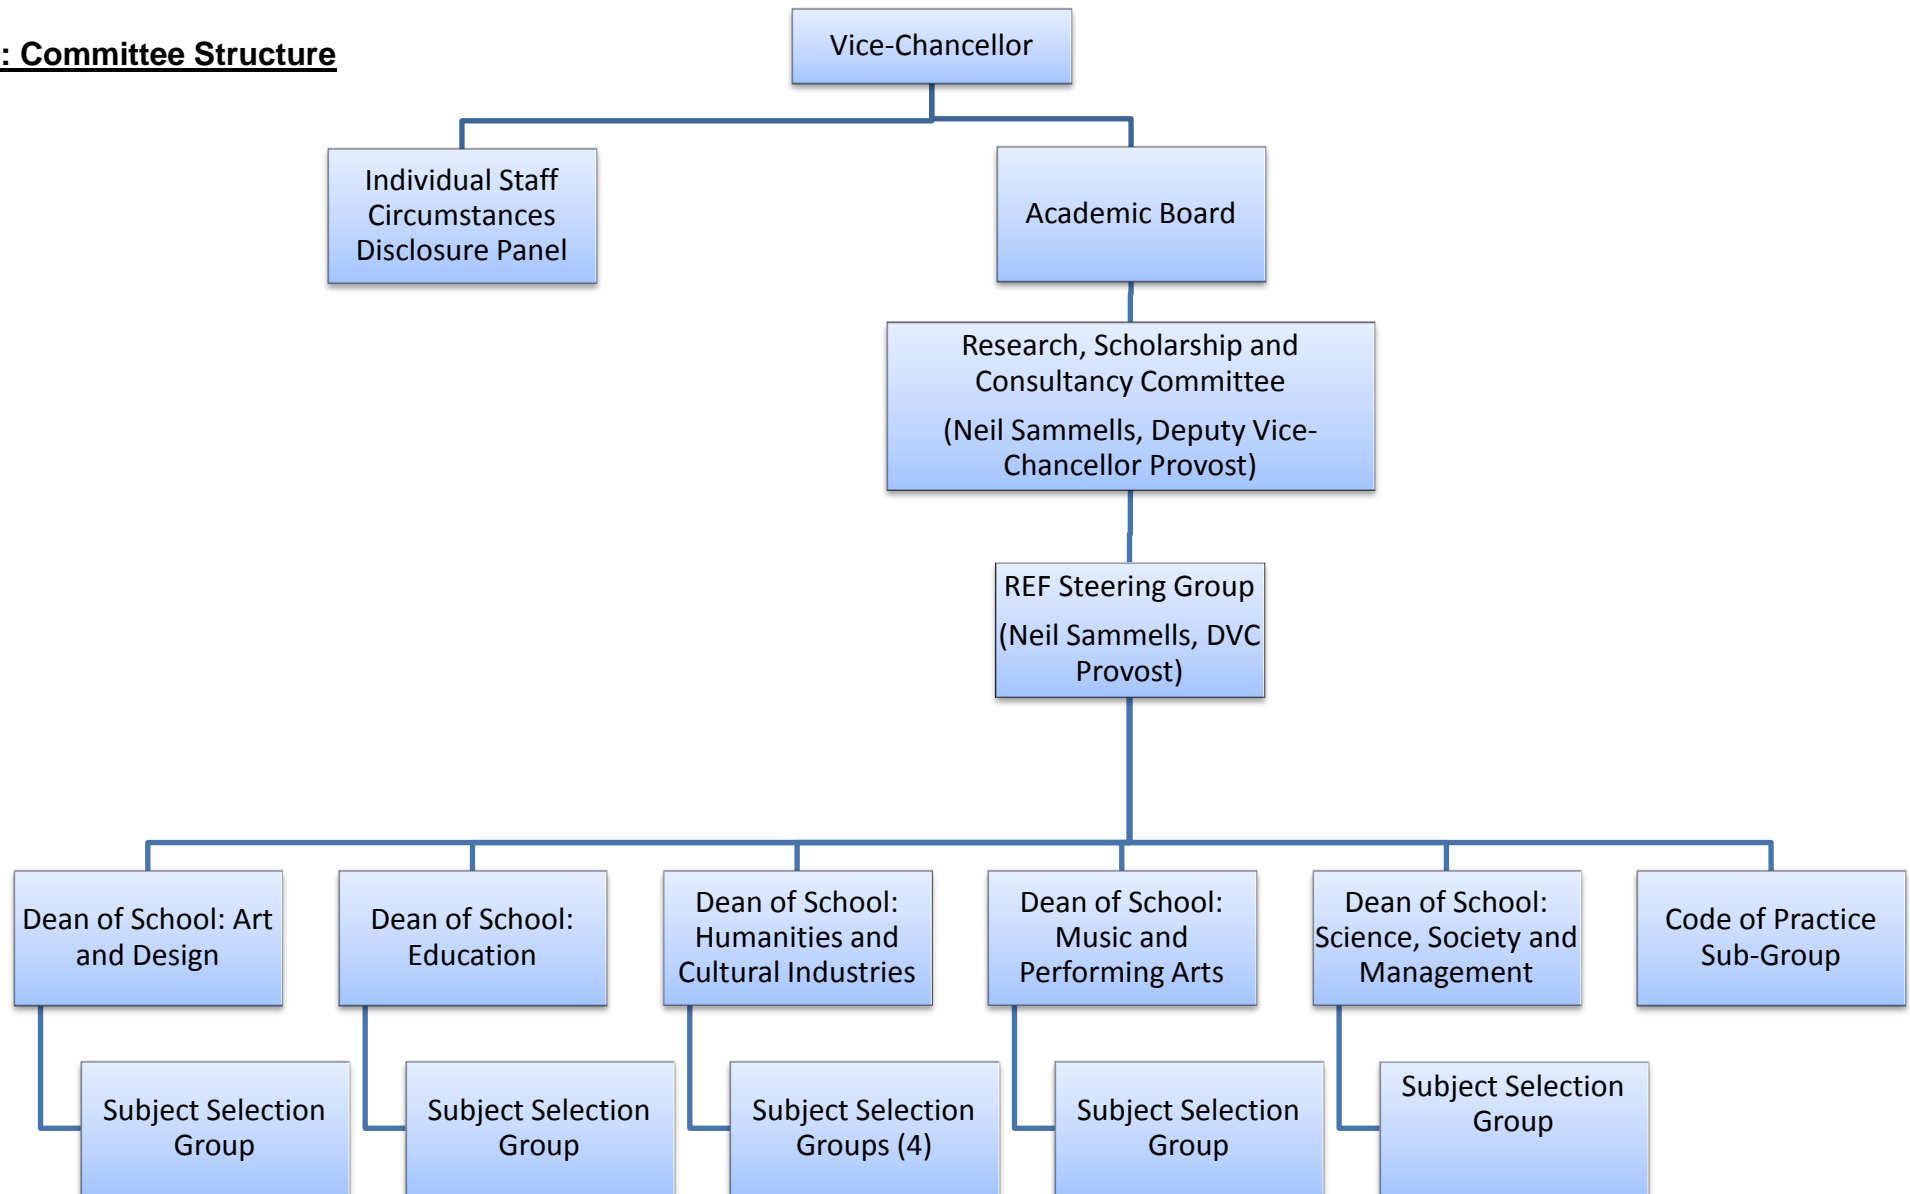 : Committee Structure
Vice-Chancellor
Individual Staff
Circumstances
Disclosure Panel
Academic Board
Research, Scholarship and
Consultancy Committee
(Neil Sammells, Deputy Vice-
Chancellor Provost)
REF Steering Group
(Neil Sammells, DVC
Provost)
Dean of School: Art
and Design
Dean of School:
Education
Dean of School:
Humanities and
Cultural Industries
Dean of School:
Music and
Performing Arts
Dean of School:
Science, Society and
Management
Code of Practice
Sub-Group
Subject Selection
Group
Subject Selection
Group
Subject Selection
Groups (4)
Subject Selection
Group
Subject Selection
Group